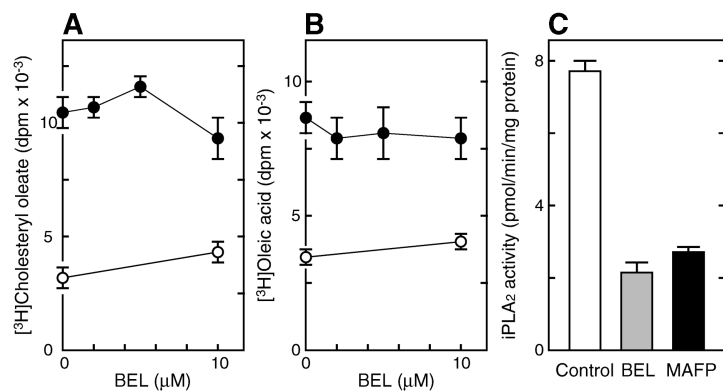 A
[³H]Cholesteryl oleate (dpm x 10⁻³)
10
5
0
0
10
BEL (μM)
B
[³H]Oleic acid (dpm x 10⁻³)
10
5
0
0
10
BEL (μM)
C
iPLA₂ activity (pmol/min/mg protein)
8
4
0
Control BEL MAFP